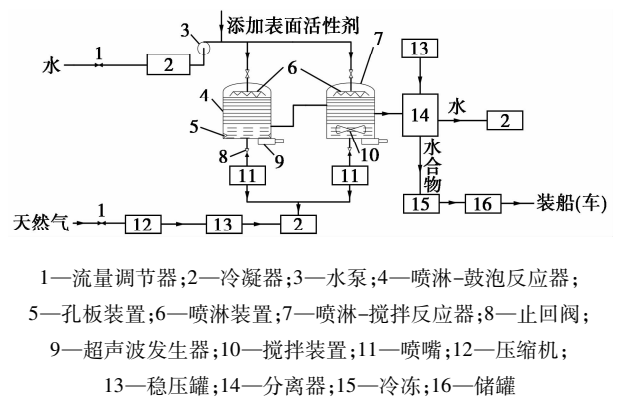 添加表面活性剂
3
7
1
水
2
6
13
4
14
水
2
5
8
9
10
水合物
11
11
天然气
1
12
13
2
15
16
装船(车)
1—流量调节器;2—冷凝器;3—水泵;4—喷淋-鼓泡反应器;
5—孔板装置;6—喷淋装置;7—喷淋-搅拌反应器;8—止回阀;
9—超声波发生器;10—搅拌装置;11—喷嘴;12—压缩机;
13—稳压罐;14—分离器;15—冷冻;16—储罐